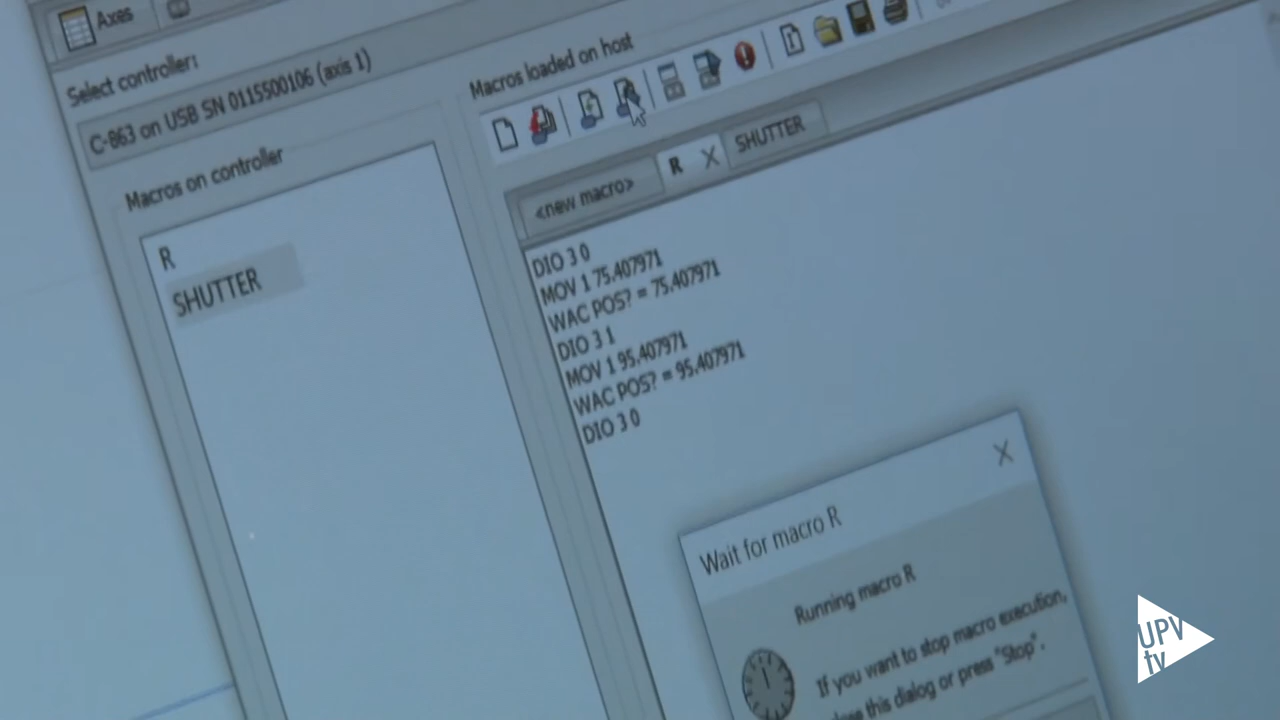 Axes
Select controller:
C-863 on USB SN 0115500106 (axis 1)
Macros on controller
R
SHUTTER
Macros loaded on host
<new macro>
R
SHUTTER
DIO 3 0
MOV 1 75.407971
WAC POS? = 75.407971
DIO 3 1
MOV 1 95.407971
WAC POS? = 95.407971
DIO 3 0
Wait for macro R
Running macro R
If you want to stop macro execution,
this dialog or press "Stop".
UPV
tv